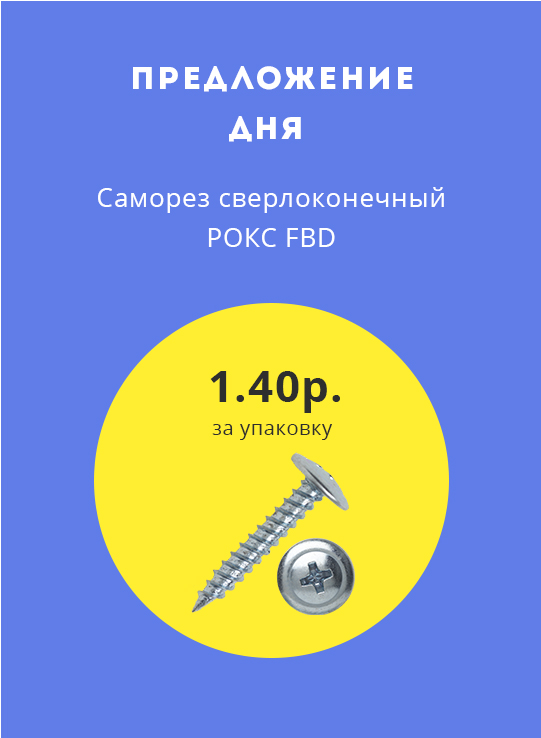 ПРЕДЛОЖЕНИЕ
ДНЯ
Саморез сверлоконечный
РОКС FBD
1.40р.
за упаковку